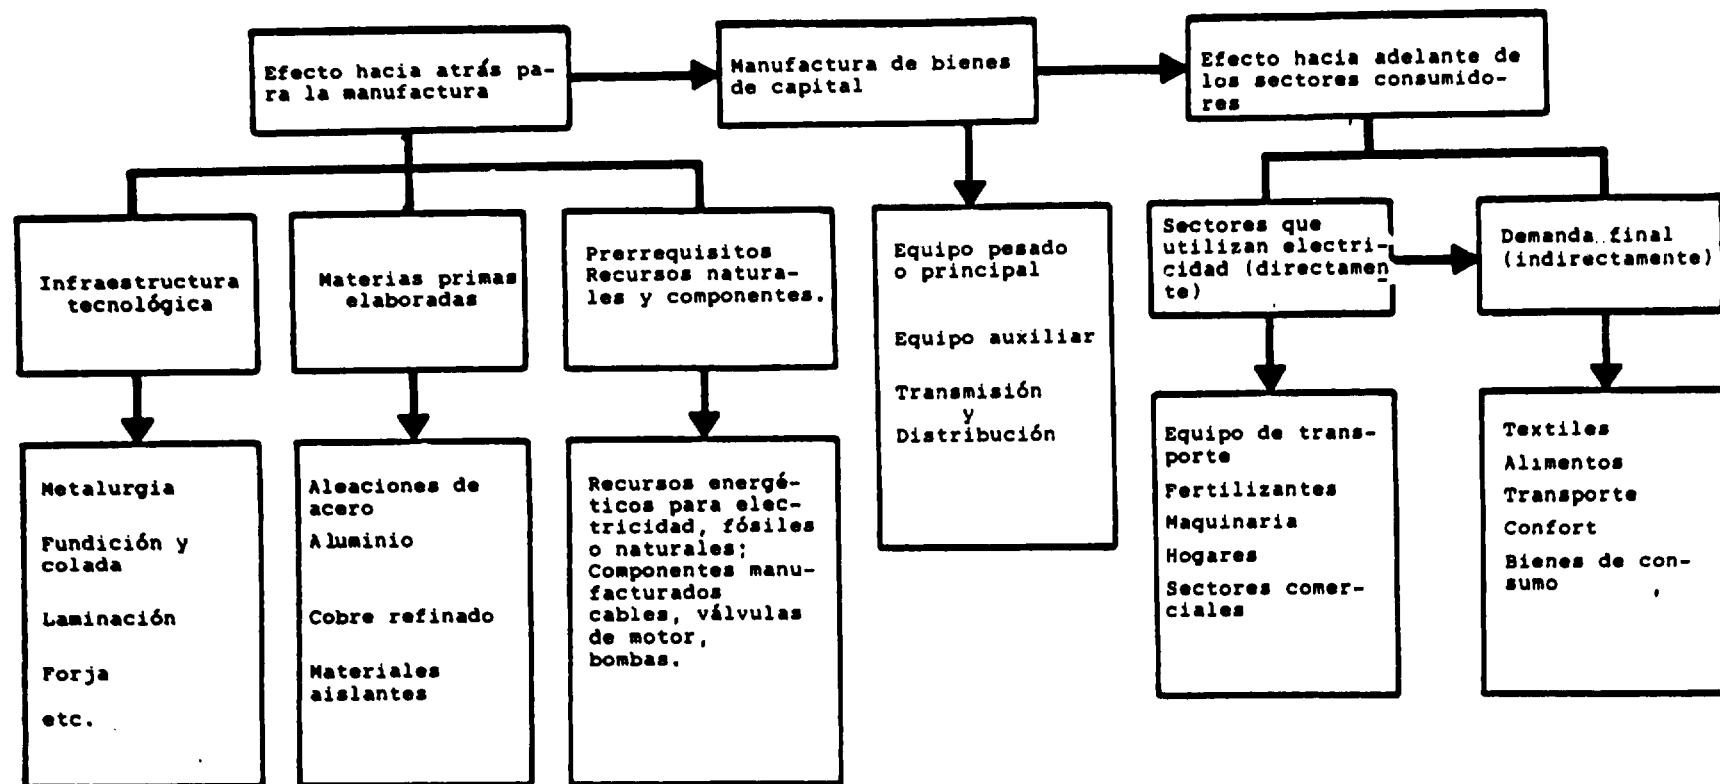 Efecto hacia atrás pa-
ra la manufactura
Manufactura de bienes
de capital
Efecto hacia adelante de
los sectores consumido-
res
Infraestructura
tecnológica
Materias primas
elaboradas
Prerrequisitos
Recursos natura-
les y componentes.
Equipo pesado
o principal
Equipo auxiliar
Transmisión
y
Distribución
Sectores que
utilizan electri-
cidad (directamen
te)
Demanda final
(indirectamente)
Metalurgia
Fundición y
colada
Laminación
Forja
etc.
Aleaciones de
acero
Aluminio
Cobre refinado
Materiales
aislantes
Recursos energé-
ticos para elec-
tricidad, fósiles
o naturales;
Componentes manu-
facturados
cables, válvulas
de motor,
bombas.
Equipo de trans-
porte
Fertilizantes
Maquinaria
Hogares
Sectores comer-
ciales
Textiles
Alimentos
Transporte
Confort
Bienes de con-
sumo